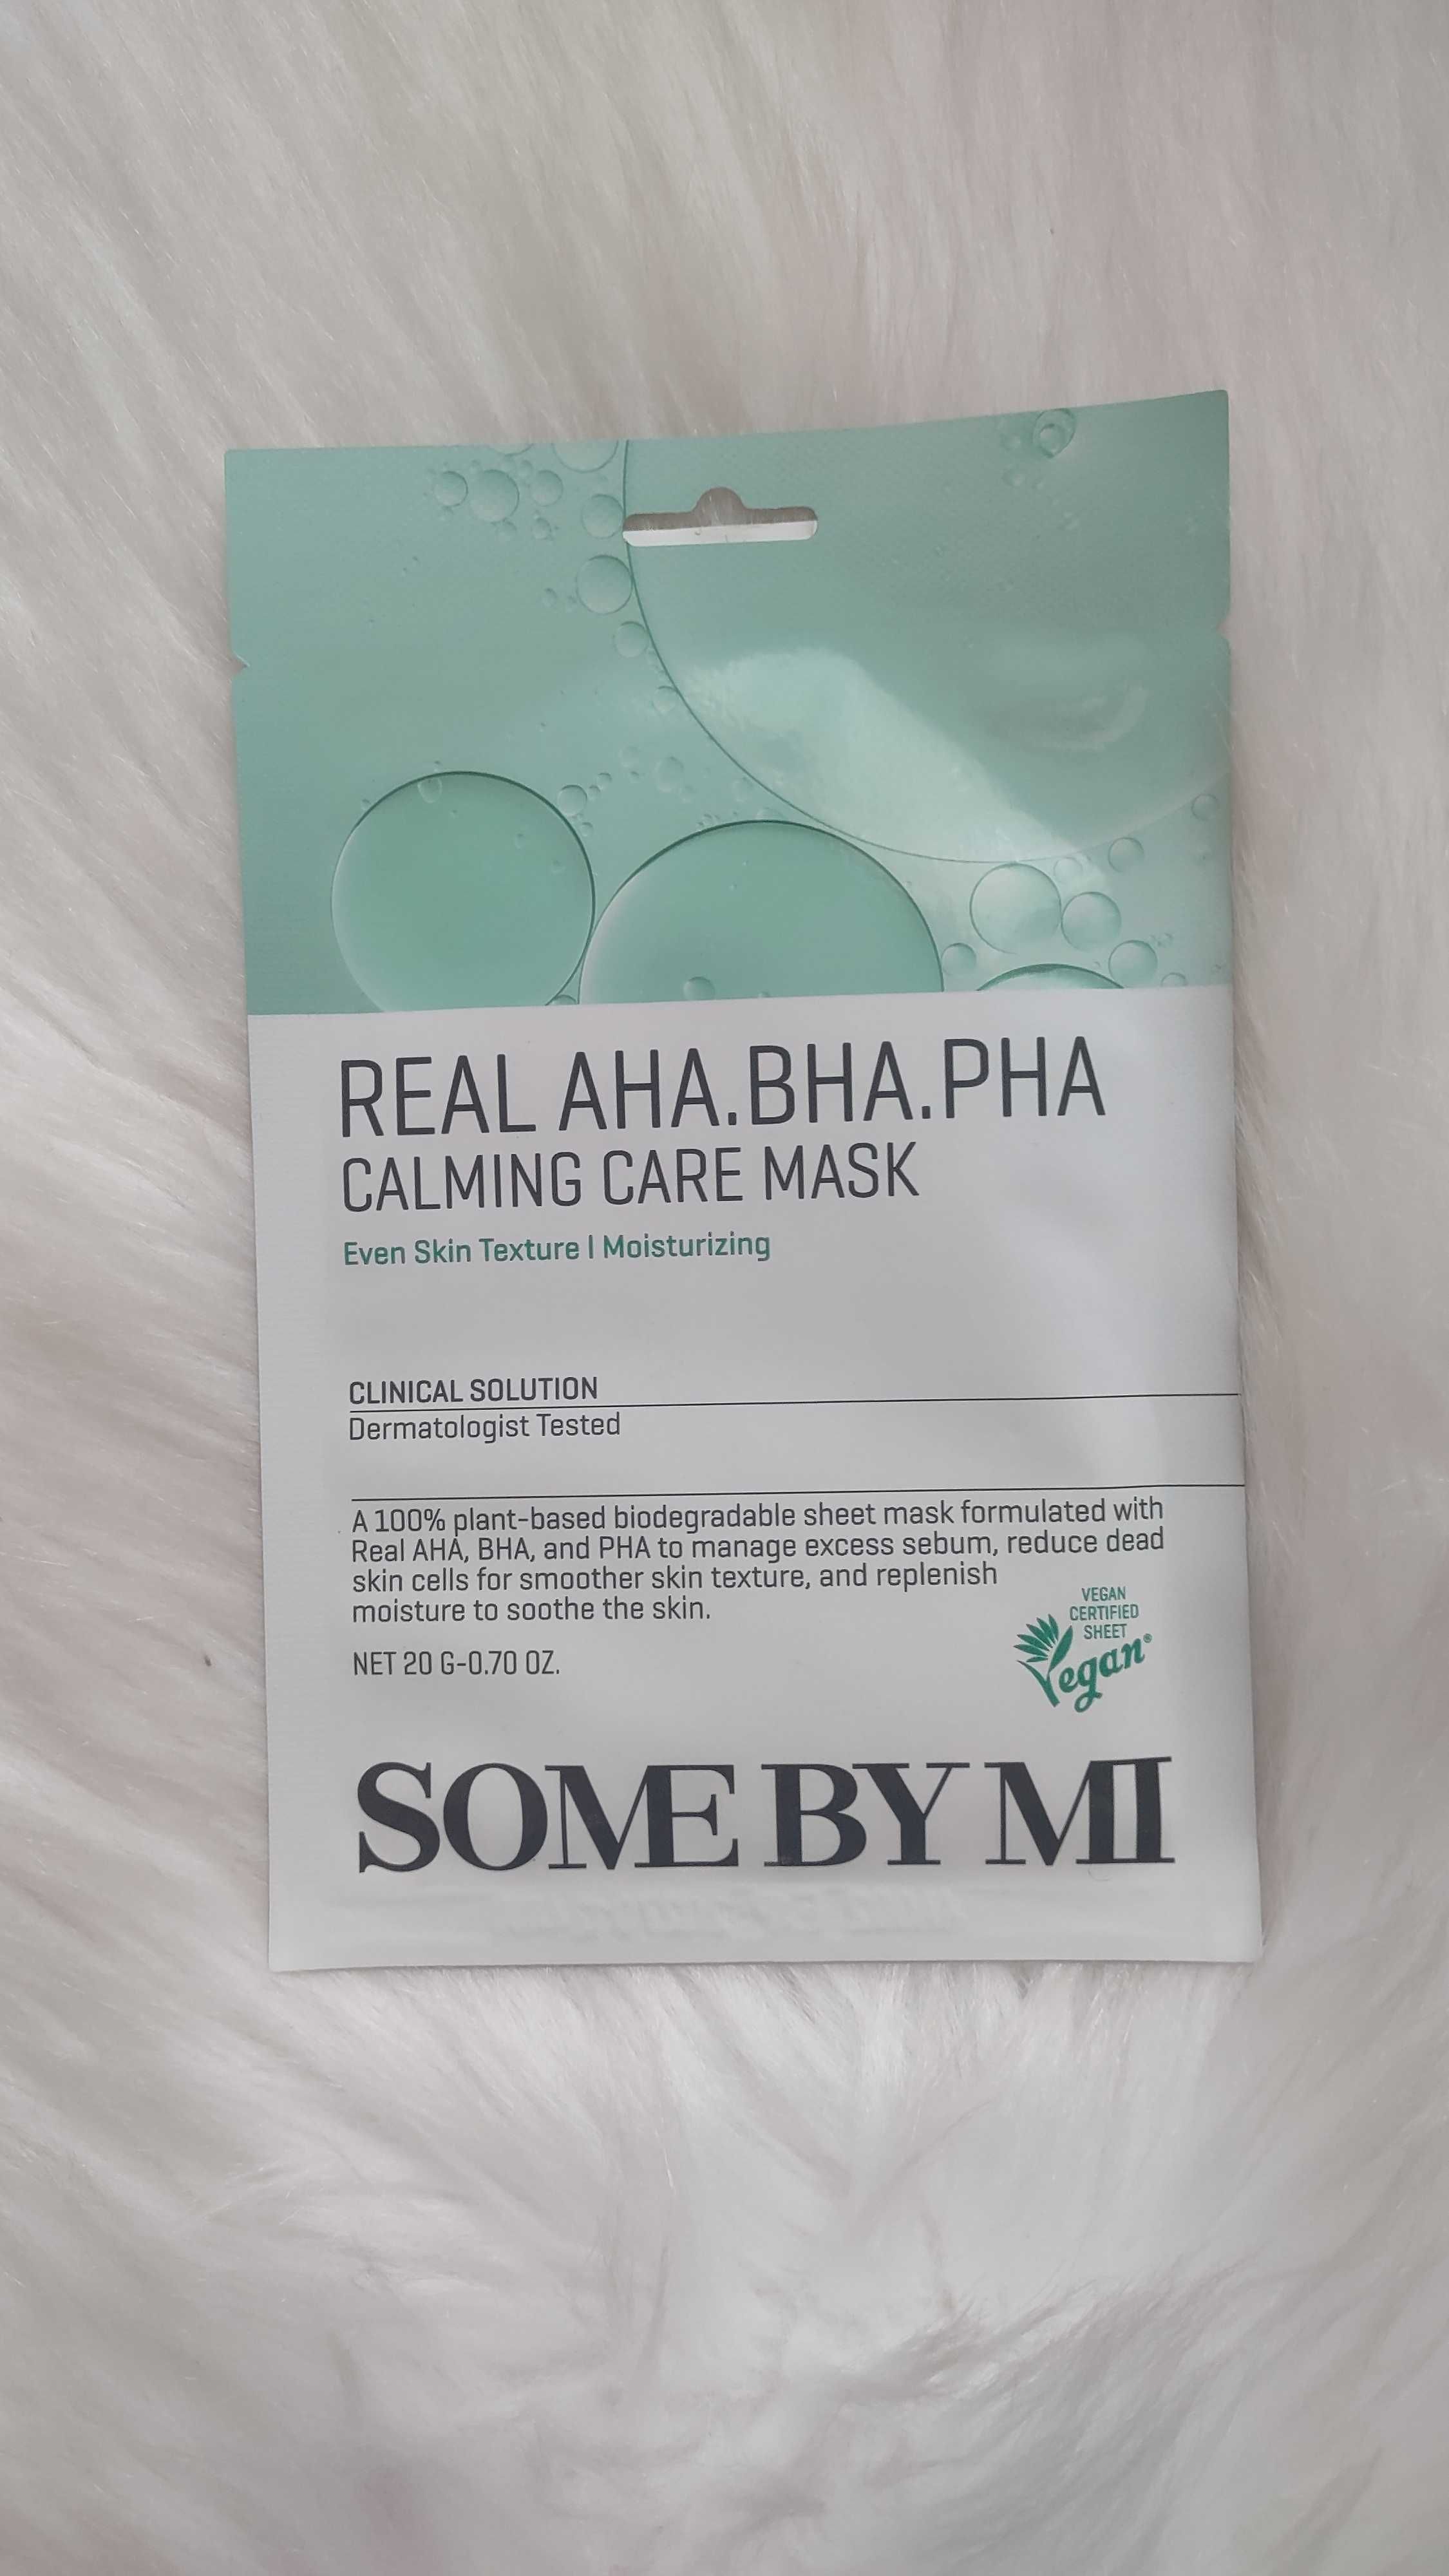 REAL AHA.BHA.PHA
CALMING CARE MASK
Even Skin Texture | Moisturizing
CLINICAL SOLUTION
Dermatologist Tested
A 100% plant-based biodegradable sheet mask formulated with
Real AHA, BHA, and PHA to manage excess sebum, reduce dead
skin cells for smoother skin texture, and replenish
moisture to soothe the skin.
VEGAN
CERTIFIED
SHEET
Vegan®
NET 20 G-0.70 OZ.
SOME BY MI